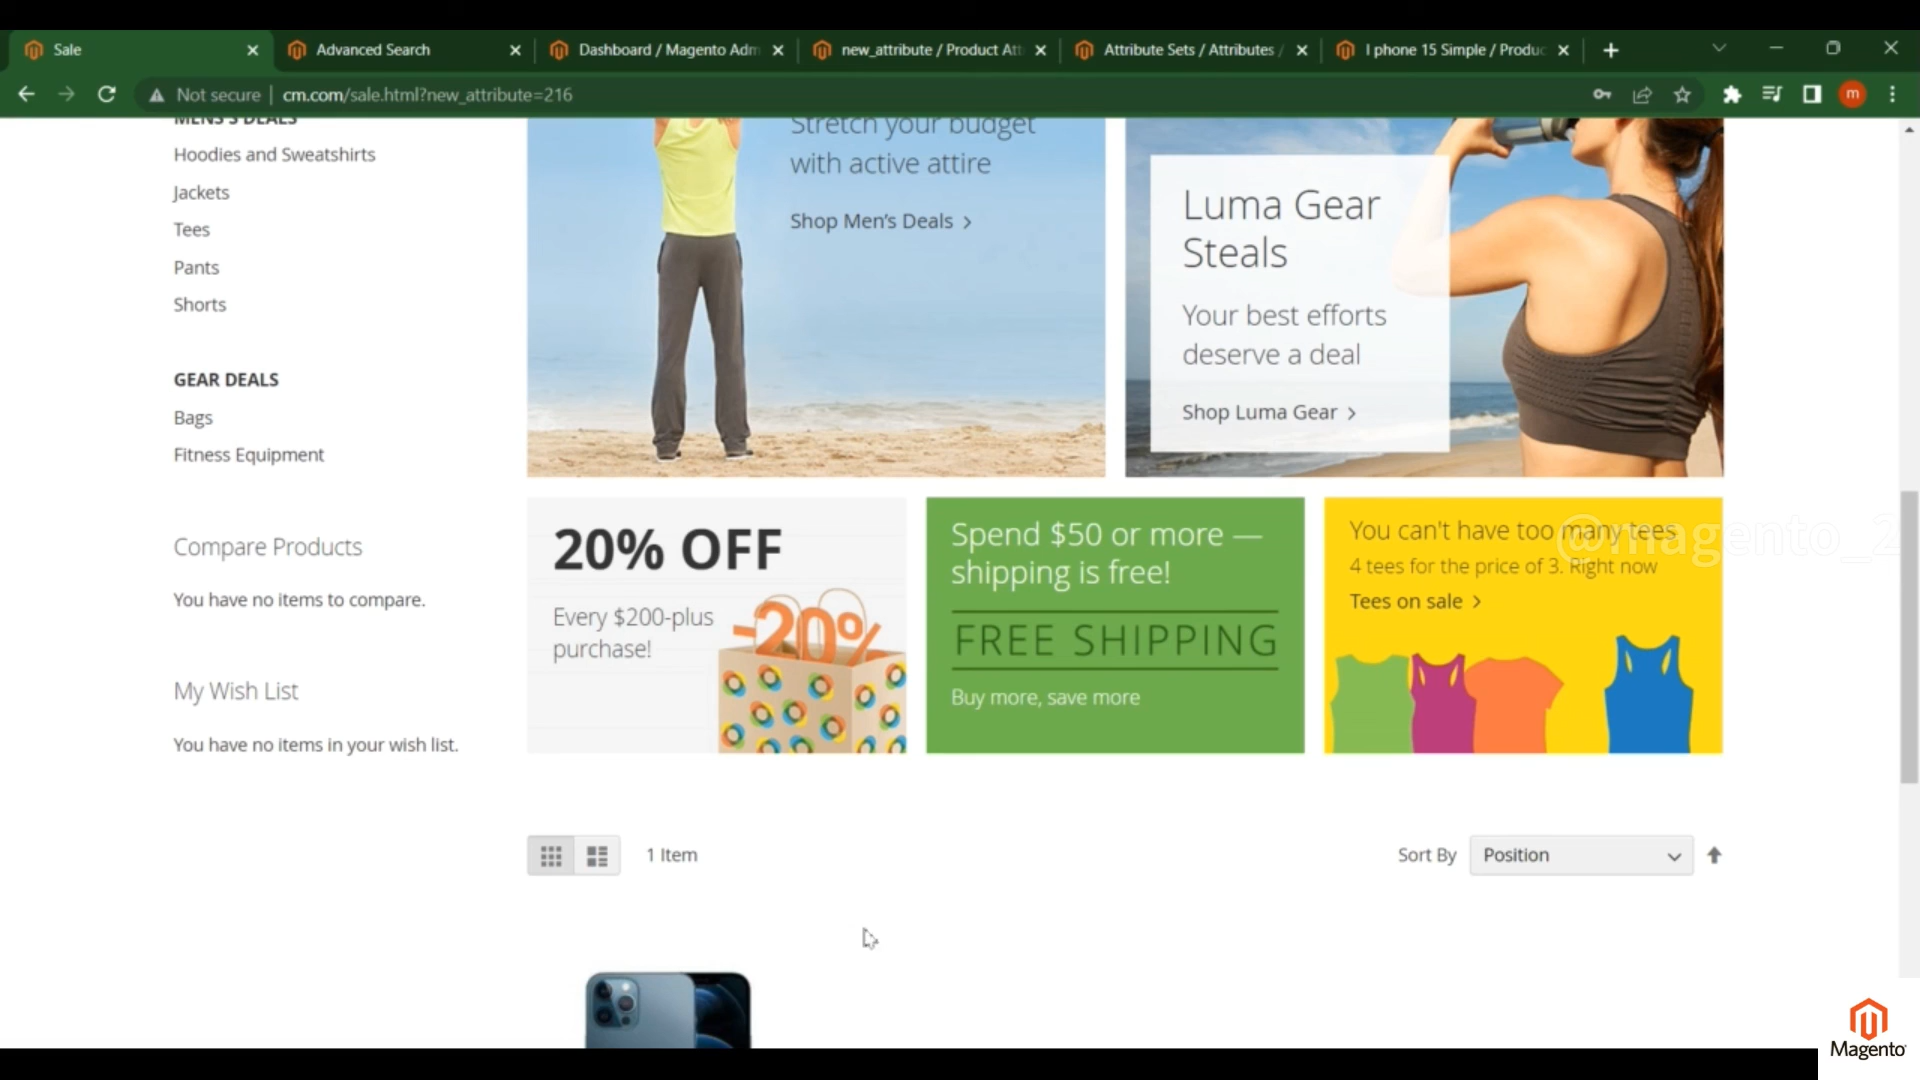 Sale
Advanced Search
Dashboard / Magento Adm
new_attribute / Product Att
Attribute Sets / Attributes /
I phone 15 Simple / Produc
Not secure
cm.com/sale.html?new_attribute=216
m
MENS'S DEALS
Hoodies and Sweatshirts
Jackets
Tees
Pants
Shorts
GEAR DEALS
Bags
Fitness Equipment
Compare Products
You have no items to compare.
My Wish List
You have no items in your wish list.
Stretch your budget
with active attire
Shop Men's Deals >
Luma Gear
Steals
Your best efforts
deserve a deal
Shop Luma Gear >
20% OFF
Every $200-plus
purchase!
-20%
Spend $50 or more —
shipping is free!
FREE SHIPPING
Buy more, save more
You can't have too many tees
4 tees for the price of 3. Right now
Tees on sale >
@magento_2
1 Item
Sort By
Position
Magento